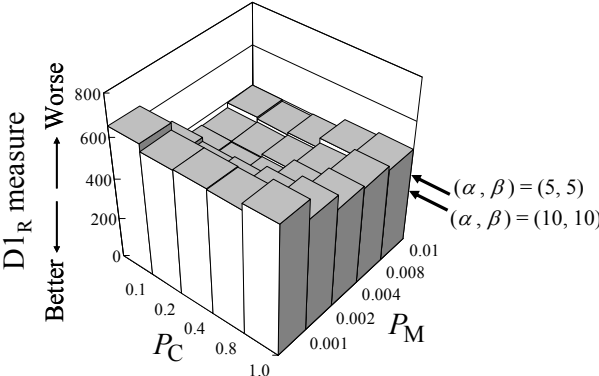 D1R measure
Better
Worse
800
600
400
200
0
0.1
0.2
0.4
0.8
1.0
PC
0.001
0.002
0.004
0.008
0.01
PM
(α, β) = (5, 5)
(α, β) = (10, 10)